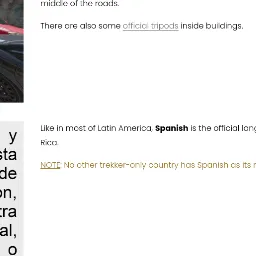 middle of the roads.
There are also some official tripods inside buildings.
y
sta
de
on,
tra
al,
o
Like in most of Latin America, Spanish is the official
Rica.
NOTE: No other trekker-only country has Spanish as its